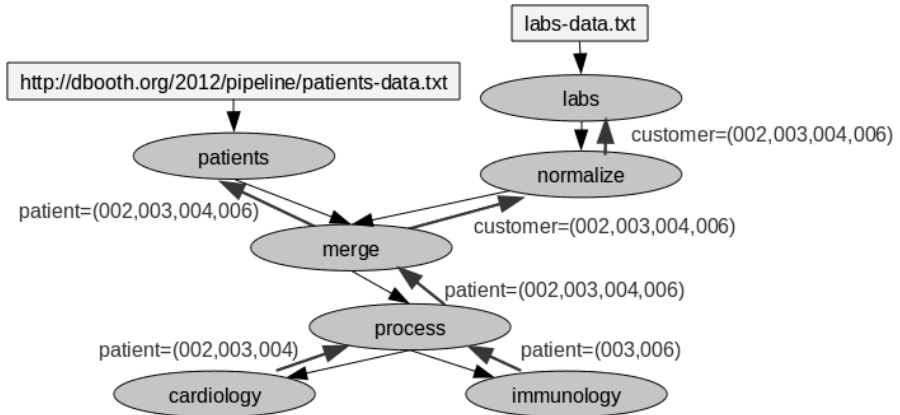 labs-data.txt
http://dbooth.org/2012/pipeline/patients-data.txt
labs
customer=(002,003,004,006)
patients
normalize
patient=(002,003,004,006)
customer=(002,003,004,006)
merge
patient=(002,003,004,006)
process
patient=(002,003,004)
patient=(003,006)
cardiology
immunology